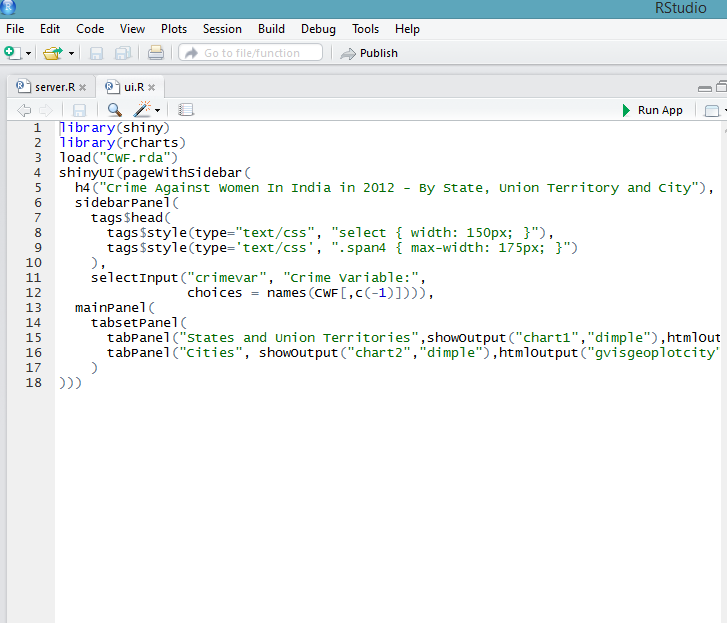 RStudio
File Edit Code View Plots Session Build Debug Tools Help
Go to file/function Publish
server.R ui.R
Run App
1 library(shiny)
2 library(rCharts)
3 load("CWF.rda")
4 shinyUI(pageWithSidebar(
5 h4("Crime Against Women In India in 2012 - By State, Union Territory and City"),
6 sidebarPanel(
7 tags$head(
8 tags$style(type="text/css", "select { width: 150px; }"),
9 tags$style(type='text/css', ".span4 { max-width: 175px; }")
10 ),
11 selectInput("crimevar", "Crime Variable:",
12 choices = names(CWF[,c(-1)]))),
13 mainPanel(
14 tabsetPanel(
15 tabPanel("States and Union Territories",showOutput("chart1","dimple"),htmlOut
16 tabPanel("Cities", showOutput("chart2","dimple"),htmlOutput("gvisgeoplotcity"
17 )
18 )))